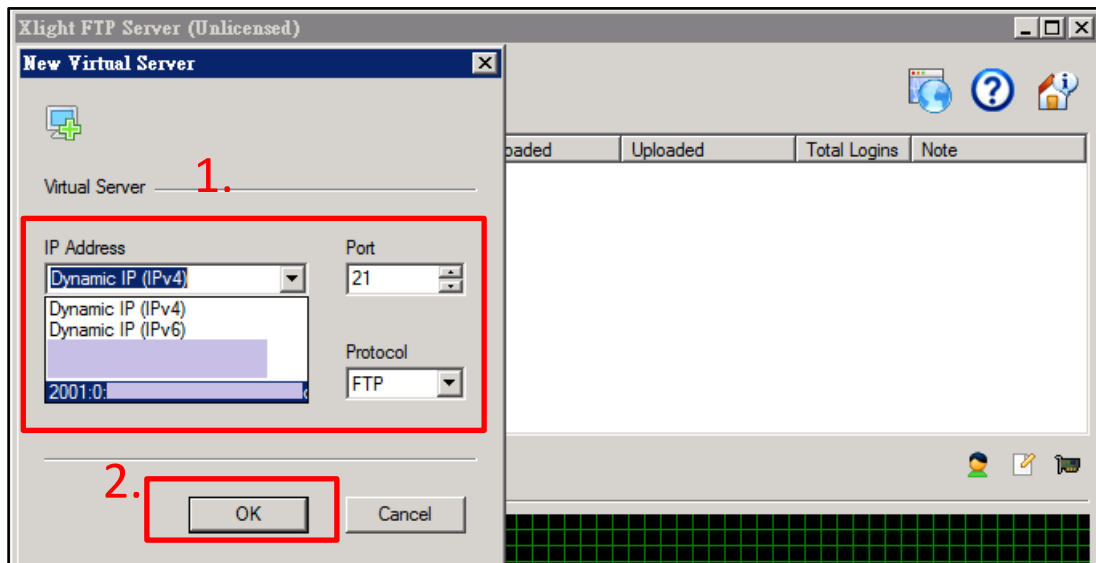 Xlight FTP Server (Unlicensed)
New Virtual Server
oaded Uploaded Total Logins Note
1.
Virtual Server
IP Address Port
Dynamic IP (IPv4) 21
Dynamic IP (IPv4)
Dynamic IP (IPv6)
Protocol
2001:0: FTP
2.
OK Cancel